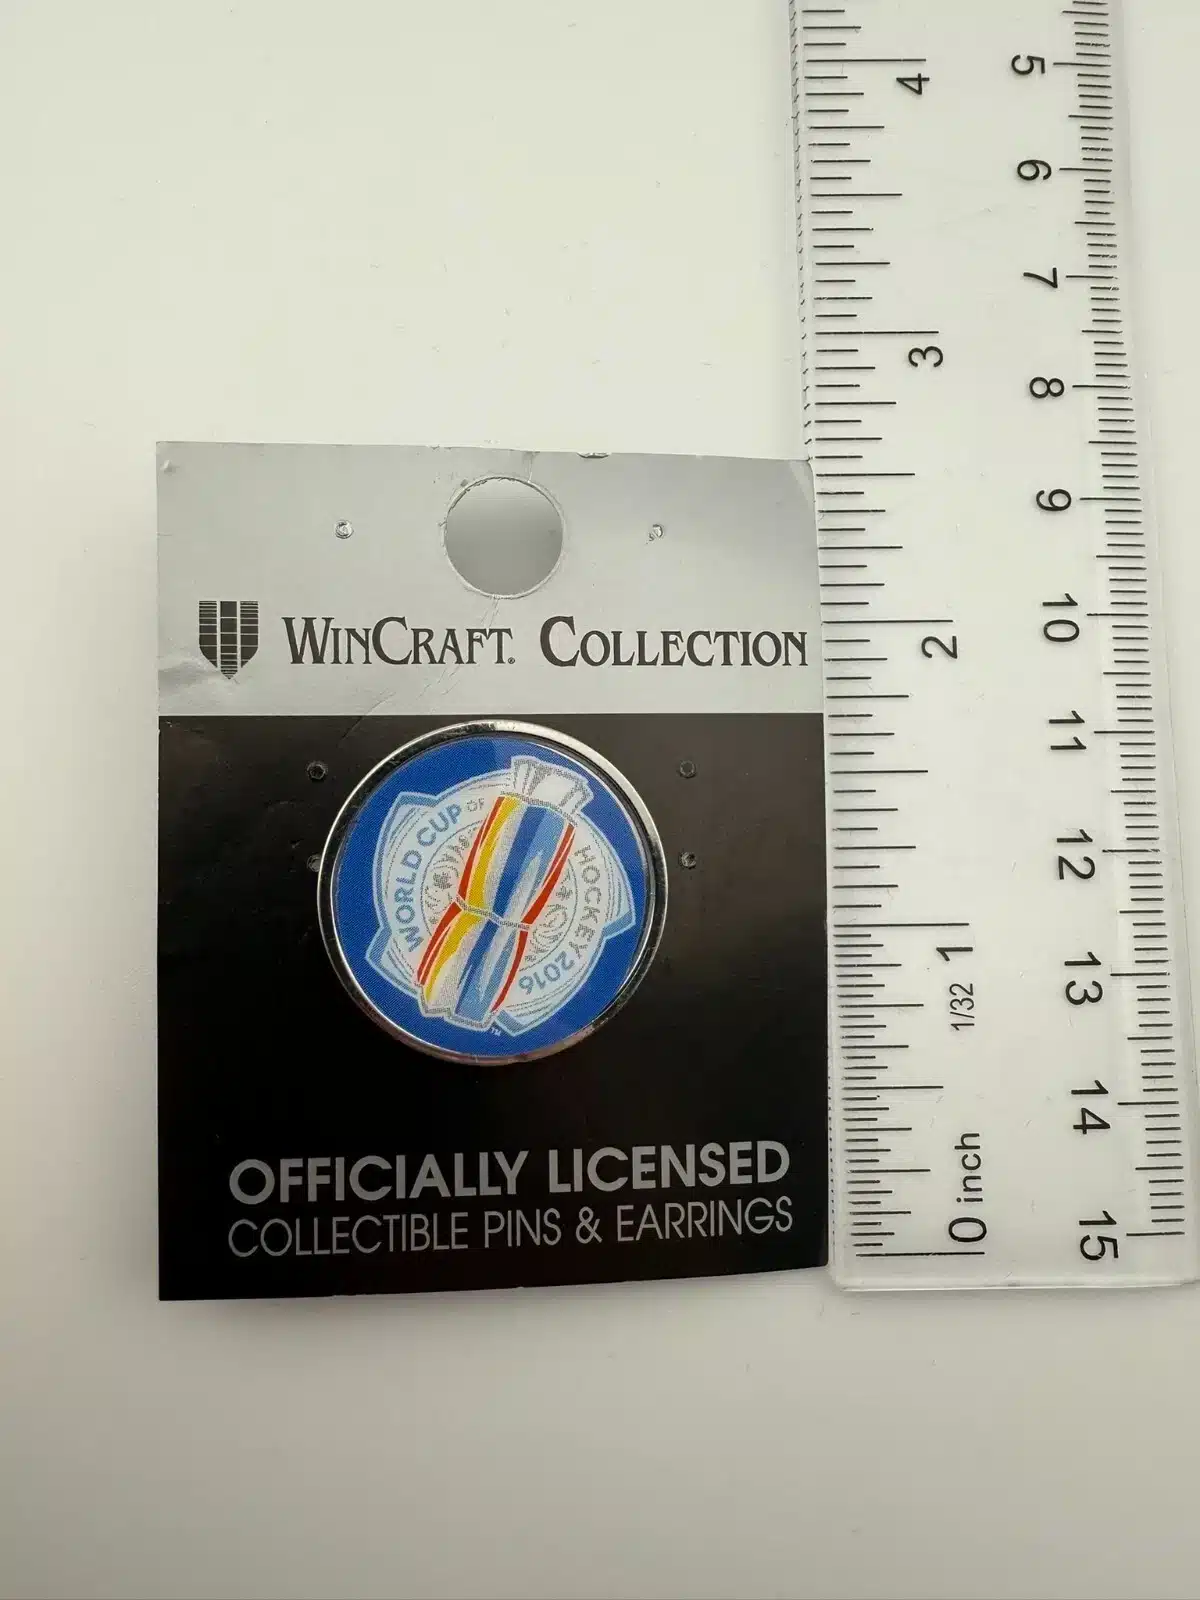 WINCRAFT. COLLECTION
WORLD CUP OF
HOCKEY 2016
TM
OFFICIALLY LICENSED
COLLECTIBLE PINS & EARRINGS
4
3
2
1
1/32
0 inch
5
6
7
8
9
10
11
12
13
14
15